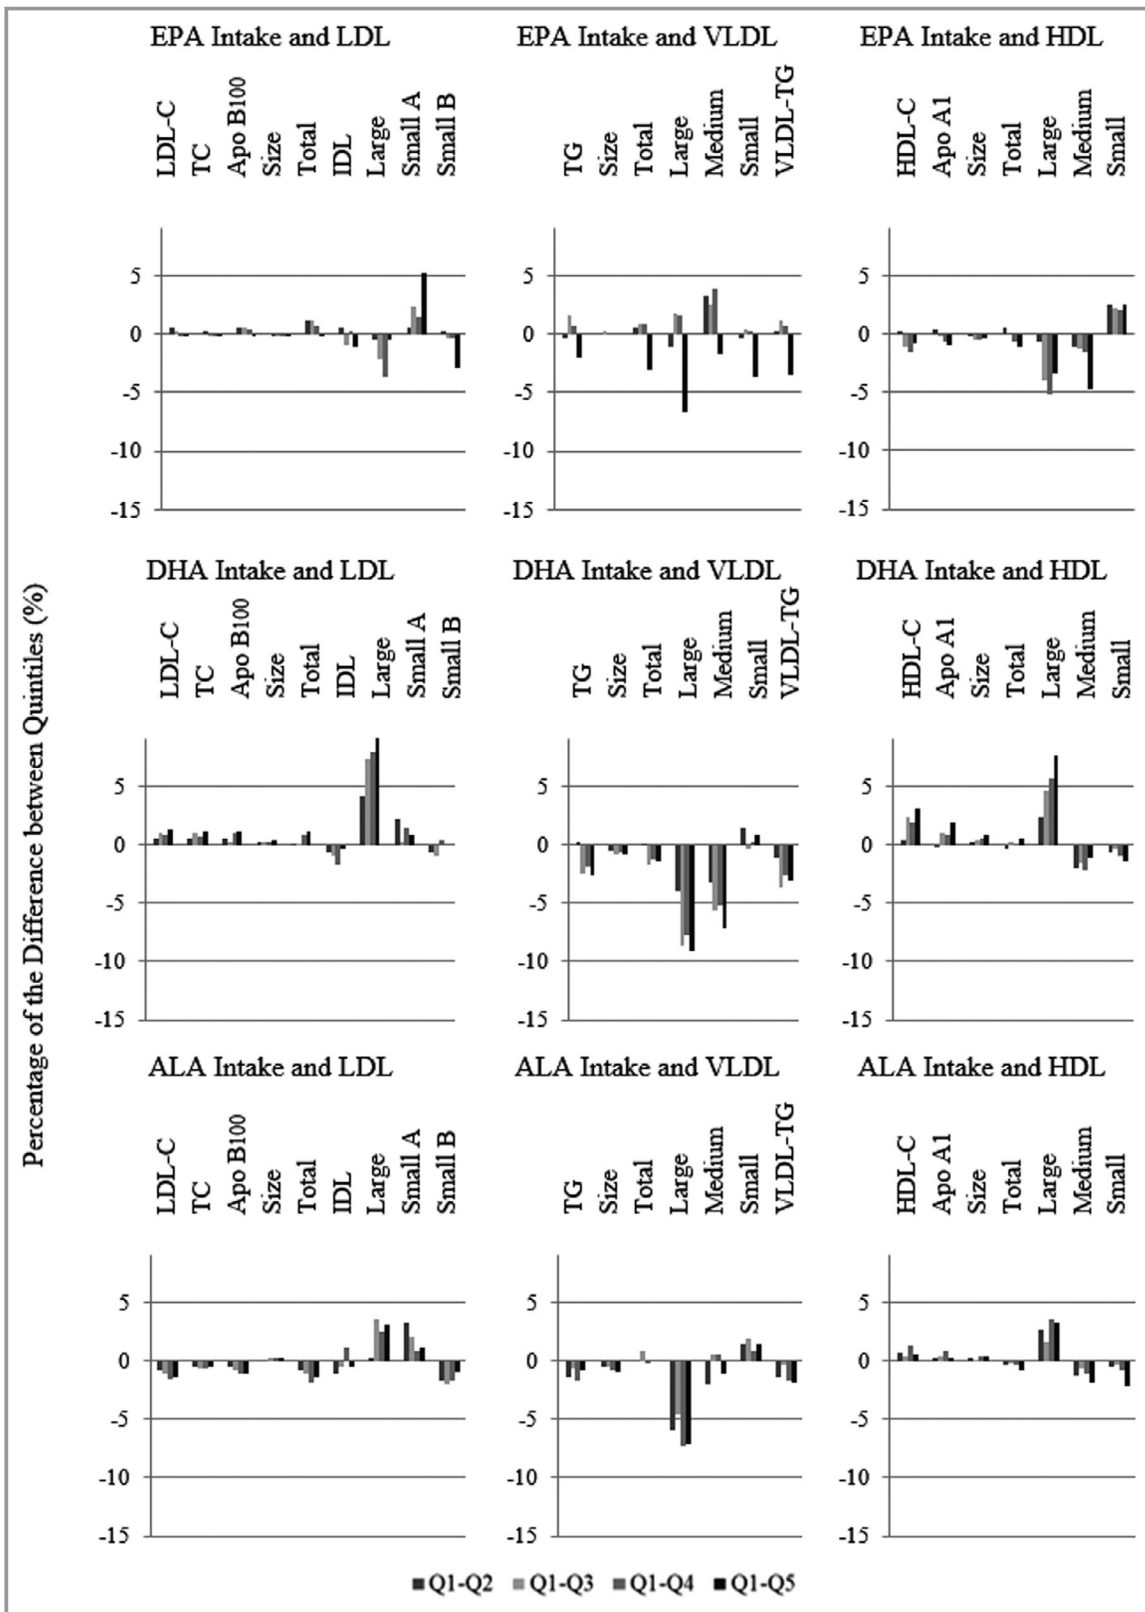 EPA Intake and LDL
EPA Intake and VLDL
EPA Intake and HDL
LDL-C
TC
Apo B100
Size
Total
IDL
Large
Small A
Small B
TG
Size
Total
Large
Medium
Small
VLDL-TG
HDL-C
Apo A1
Size
Total
Large
Medium
Small
5
0
-5
-10
-15
5
0
-5
-10
-15
5
0
-5
-10
-15
Percentage of the Difference between Quintiles (%)
DHA Intake and LDL
DHA Intake and VLDL
DHA Intake and HDL
LDL-C
TC
Apo B100
Size
Total
IDL
Large
Small A
Small B
TG
Size
Total
Large
Medium
Small
VLDL-TG
HDL-C
Apo A1
Size
Total
Large
Medium
Small
5
0
-5
-10
-15
5
0
-5
-10
-15
5
0
-5
-10
-15
ALA Intake and LDL
ALA Intake and VLDL
ALA Intake and HDL
LDL-C
TC
Apo B100
Size
Total
IDL
Large
Small A
Small B
TG
Size
Total
Large
Medium
Small
VLDL-TG
HDL-C
Apo A1
Size
Total
Large
Medium
Small
5
0
-5
-10
-15
5
0
-5
-10
-15
5
0
-5
-10
-15
Q1-Q2 Q1-Q3 Q1-Q4 Q1-Q5